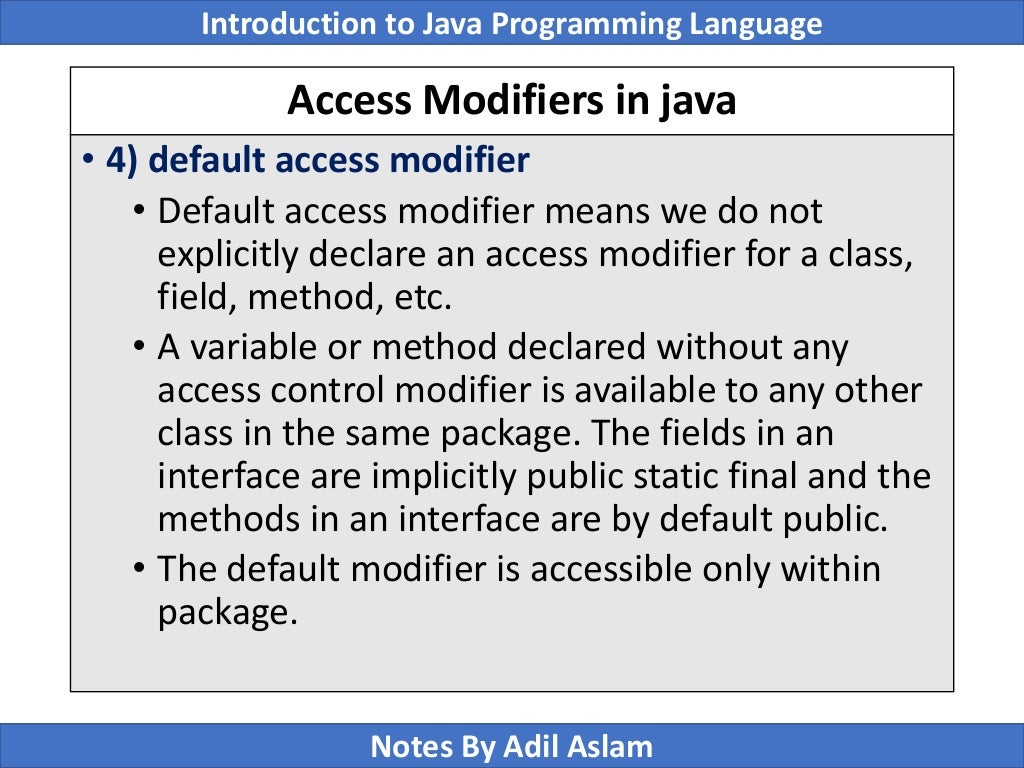 Introduction to Java Programming Language
Access Modifiers in java
• 4) default access modifier
• Default access modifier means we do not
explicitly declare an access modifier for a class,
field, method, etc.
• A variable or method declared without any
access control modifier is available to any other
class in the same package. The fields in an
interface are implicitly public static final and the
methods in an interface are by default public.
• The default modifier is accessible only within
package.
Notes By Adil Aslam